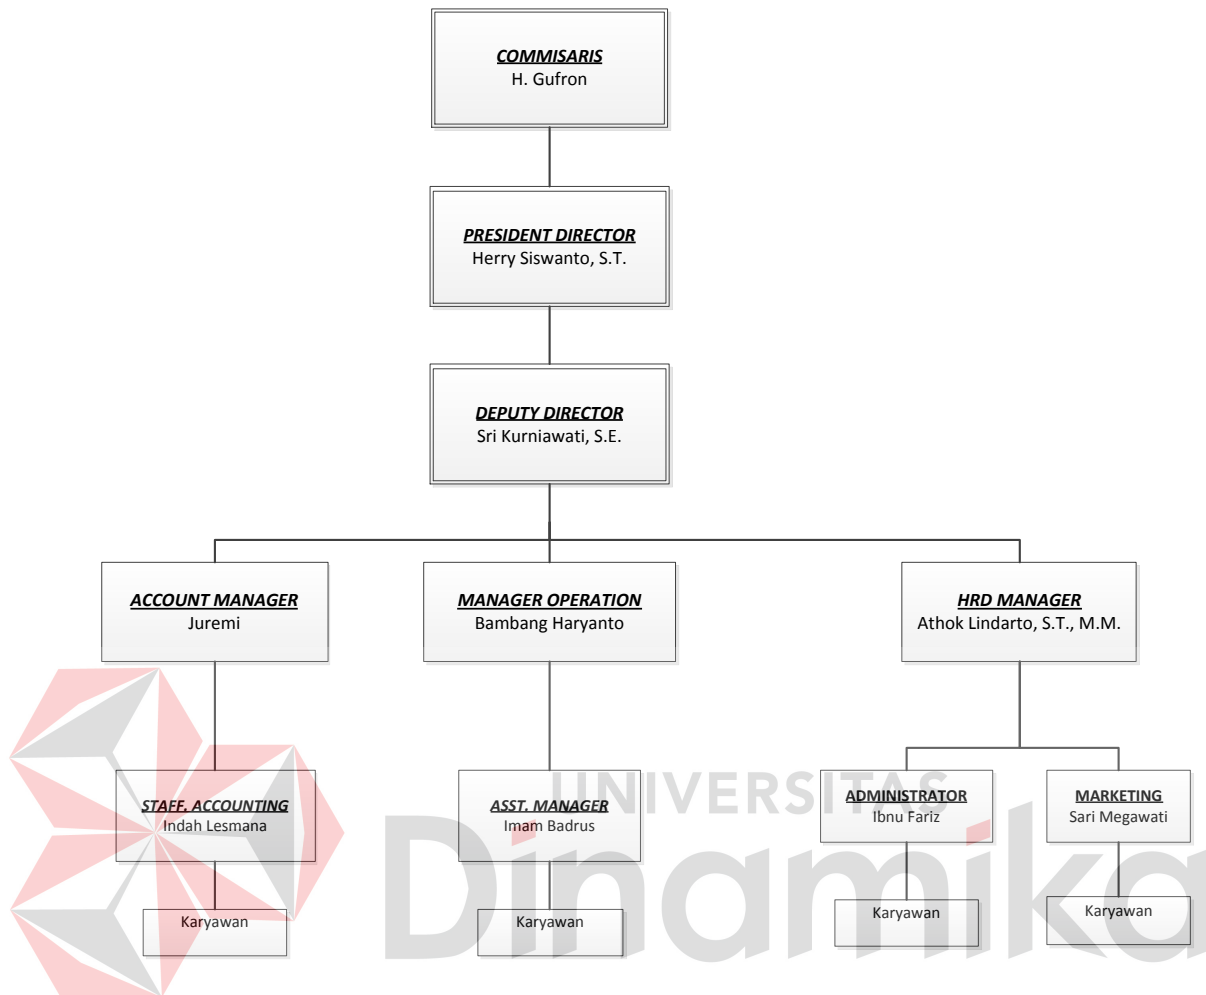 COMMISARIS
H. Gufron
PRESIDENT DIRECTOR
Herry Siswanto, S.T.
DEPUTY DIRECTOR
Sri Kurniawati, S.E.
ACCOUNT MANAGER
Juremi
MANAGER OPERATION
Bambang Haryanto
HRD MANAGER
Athok Lindarto, S.T., M.M.
STAFF. ACCOUNTING
Indah Lesmana
ASST. MANAGER
Imam Badrus
ADMINISTRATOR
Ibnu Fariz
MARKETING
Sari Megawati
Karyawan
Karyawan
Karyawan
Karyawan
UNIVERSITAS
Dinamika